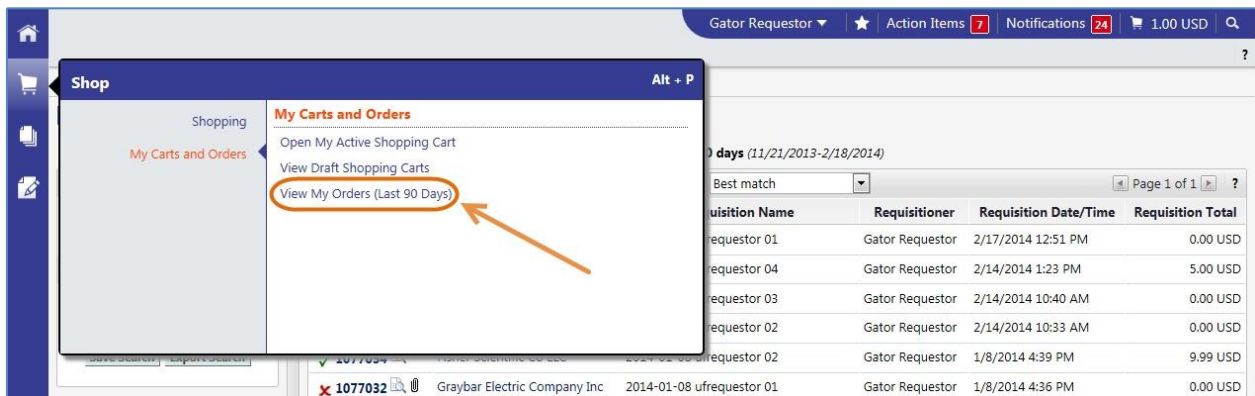 Gator Requestor Action Items 7 Notifications 24 1.00 USD
?
Shop Alt + P
Shopping
My Carts and Orders
My Carts and Orders
Open My Active Shopping Cart
View Draft Shopping Carts
View My Orders (Last 90 Days)
days (11/21/2013-2/18/2014)
Best match Page 1 of 1 ?
Name Requisitioner Requisition Date/Time Requisition Total
01 Gator Requestor 2/17/2014 12:51 PM 0.00 USD
04 Gator Requestor 2/14/2014 1:23 PM 5.00 USD
03 Gator Requestor 2/14/2014 10:40 AM 0.00 USD
02 Gator Requestor 2/14/2014 10:33 AM 0.00 USD
Save Search Export Search 02 Gator Requestor 1/8/2014 4:39 PM 9.99 USD
1077032 Graybar Electric Company Inc 2014-01-08 ufrequestor 01 Gator Requestor 1/8/2014 4:36 PM 0.00 USD